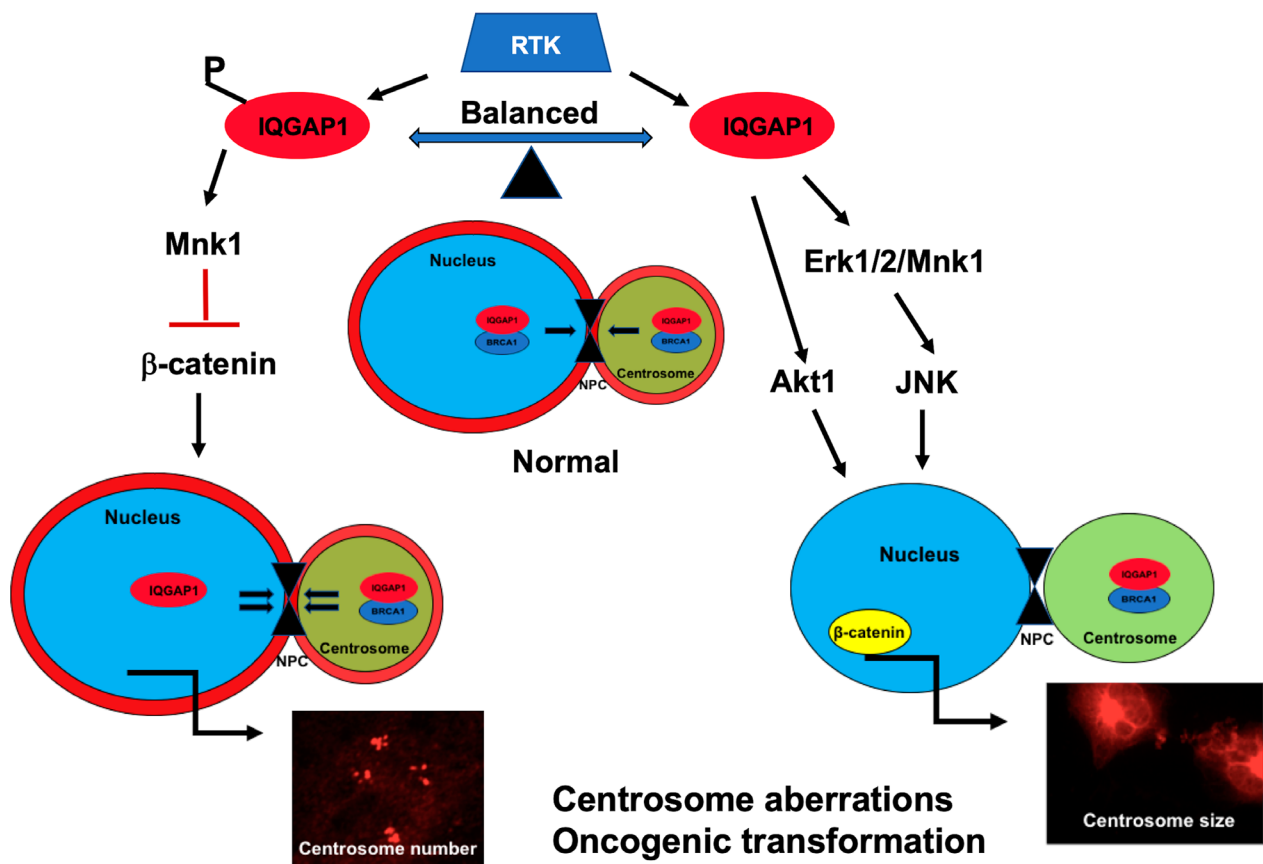 RTK
P
IQGAP1
Balanced
IQGAP1
Mnk1
Erk1/2/Mnk1
Nucleus
IQGAP1
BRCA1
IQGAP1
BRCA1
Centrosome
NPC
β-catenin
Akt1
JNK
Normal
Nucleus
IQGAP1
IQGAP1
BRCA1
Centrosome
NPC
Nucleus
β-catenin
IQGAP1
BRCA1
Centrosome
NPC
Centrosome number
Centrosome size
Centrosome aberrations
Oncogenic transformation